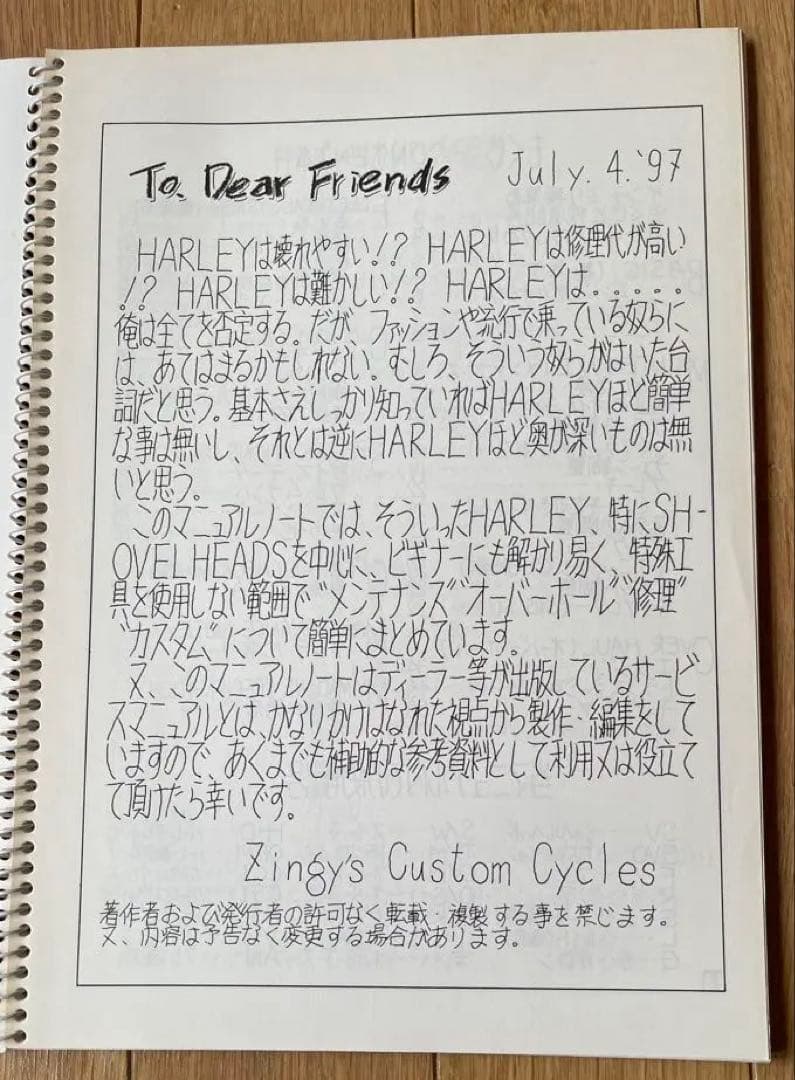 To. Dear Friends July. 4. '97
HARLEYは壊れやすい!? HARLEYは修理代が高い
!? HARLEYは難かしい!? HARLEYは。。。。。
俺は全てを否定する。だが、ファッションや流行で乗っている奴らに
は、あてはまるかもしれない。むしろ、そういう奴らがはいた台
詞だと思う。基本さえしっかり知っていればHARLEYほど簡単
な事は無いし、それとは逆にHARLEYほど奥が深いものは無
いと思う。
このマニュアルノートでは、そういったHARLEY、特にSH-
OVELHEADSを中心に、ビギナーにも解かり易く、特殊工
具を使用しない範囲で"メンテナンス""オーバーホール""修理"
"カスタム"について簡単にまとめています。
又、このマニュアルノートはディーラー等が出版しているサービ
スマニュアルとは、かなりかけはなれた視点から製作・編集をして
いますので、あくまでも補助的な参考資料として利用又は役立て
て頂けたら幸いです。
Zingy's Custom Cycles
著作者および発行者の許可なく転載・複製する事を禁じます。
又、内容は予告なく変更する場合があります。